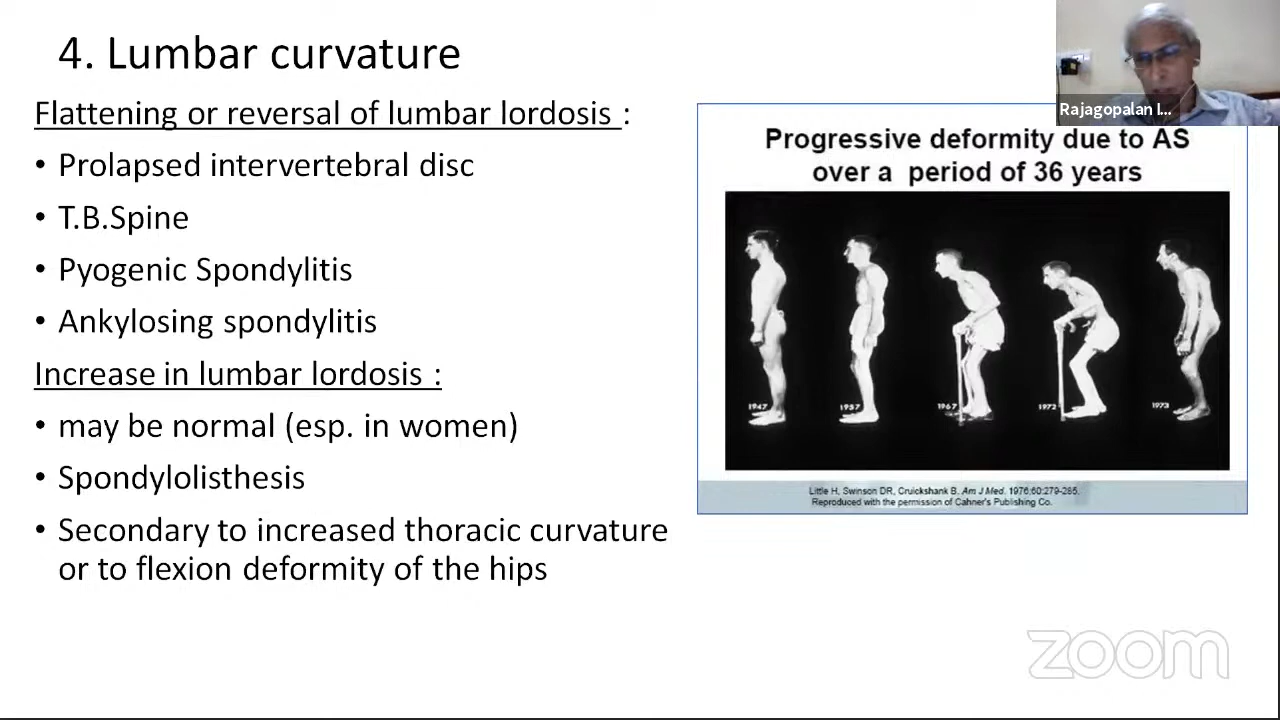 4. Lumbar curvature
Flattening or reversal of lumbar lordosis :
• Prolapsed intervertebral disc
• T.B.Spine
• Pyogenic Spondylitis
• Ankylosing spondylitis
Increase in lumbar lordosis :
• may be normal (esp. in women)
• Spondylolisthesis
• Secondary to increased thoracic curvature
or to flexion deformity of the hips
Rajagopalan I...
Progressive deformity due to AS
over a period of 36 years
1947 1957 1967 1972 1973
Little H, Swinson DR, Cruickshank B. Am J Med. 1976;60:279-285.
Reproduced with the permission of Cahner's Publishing Co.
zoom